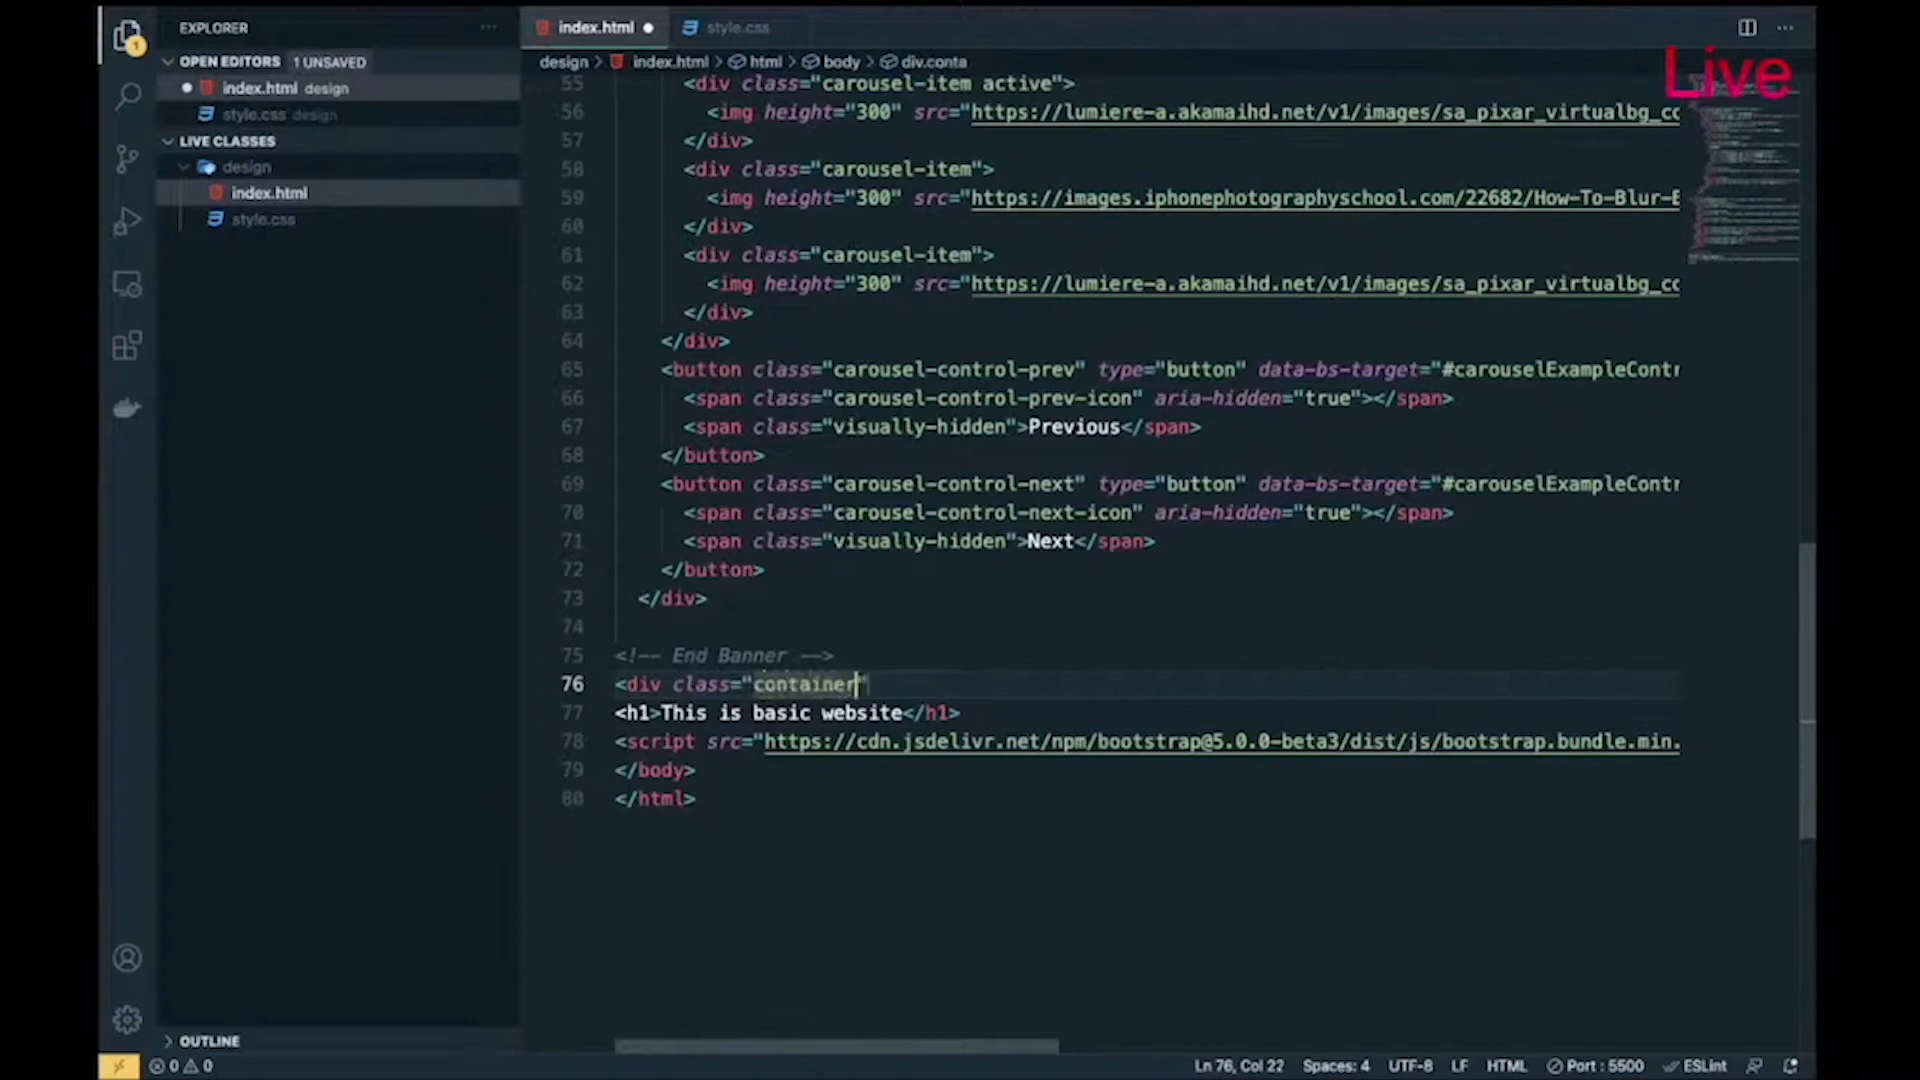 EXPLORER
OPEN EDITORS 1 UNSAVED
index.html design
style.css design
LIVE CLASSES
design
index.html
style.css
OUTLINE
1
index.html
style.css
Live
design > index.html > html > body > div.conta
55 <div class="carousel-item active">
56 <img height="300" src="https://lumiere-a.akamaihd.net/v1/images/sa_pixar_virtualbg_cc
57 </div>
58 <div class="carousel-item">
59 <img height="300" src="https://images.iphonephotographyschool.com/22682/How-To-Blur-B
60 </div>
61 <div class="carousel-item">
62 <img height="300" src="https://lumiere-a.akamaihd.net/v1/images/sa_pixar_virtualbg_cc
63 </div>
64 </div>
65 <button class="carousel-control-prev" type="button" data-bs-target="#carouselExampleContr
66 <span class="carousel-control-prev-icon" aria-hidden="true"></span>
67 <span class="visually-hidden">Previous</span>
68 </button>
69 <button class="carousel-control-next" type="button" data-bs-target="#carouselExampleContr
70 <span class="carousel-control-next-icon" aria-hidden="true"></span>
71 <span class="visually-hidden">Next</span>
72 </button>
73 </div>
74
75 <!-- End Banner -->
76 <div class="container"
77 <h1>This is basic website</h1>
78 <script src="https://cdn.jsdelivr.net/npm/bootstrap@5.0.0-beta3/dist/js/bootstrap.bundle.min.
79 </body>
80 </html>
0 0
Ln 76, Col 22 Spaces: 4 UTF-8 LF HTML Port : 5500 ESLint